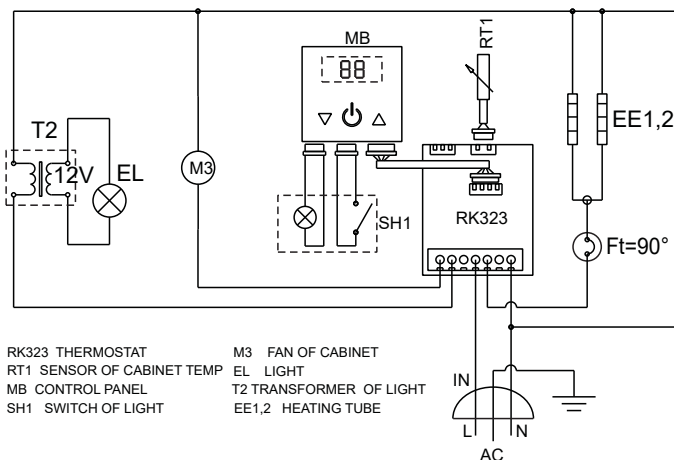 MB
RT1
88
T2
12V
EL
M3
EE1,2
RK323
SH1
Ft=90°
RK323 THERMOSTAT
M3 FAN OF CABINET
RT1 SENSOR OF CABINET TEMP
EL LIGHT
MB CONTROL PANEL
T2 TRANSFORMER OF LIGHT
SH1 SWITCH OF LIGHT
EE1,2 HEATING TUBE
IN
L
N
AC